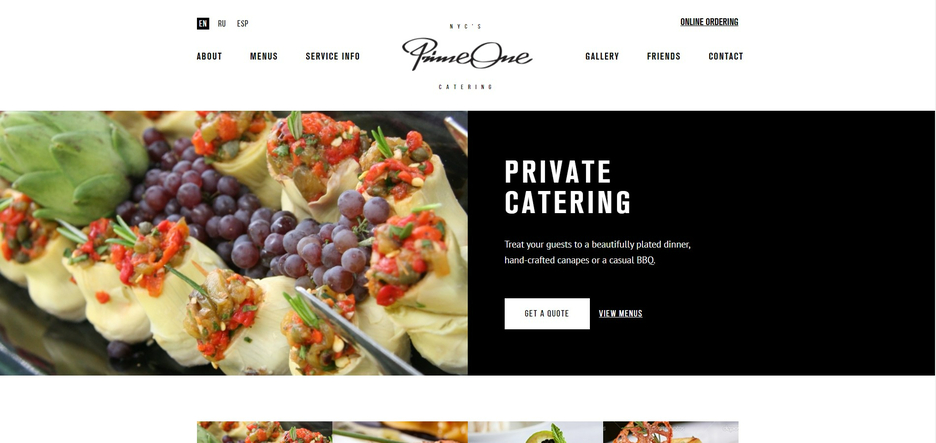 EN RU ESP
NYC'S
ONLINE ORDERING
ABOUT MENUS SERVICE INFO
PrimeOne
GALLERY FRIENDS CONTACT
CATERING
PRIVATE
CATERING
Treat your guests to a beautifully plated dinner,
hand-crafted canapes or a casual BBQ.
GET A QUOTE VIEW MENUS